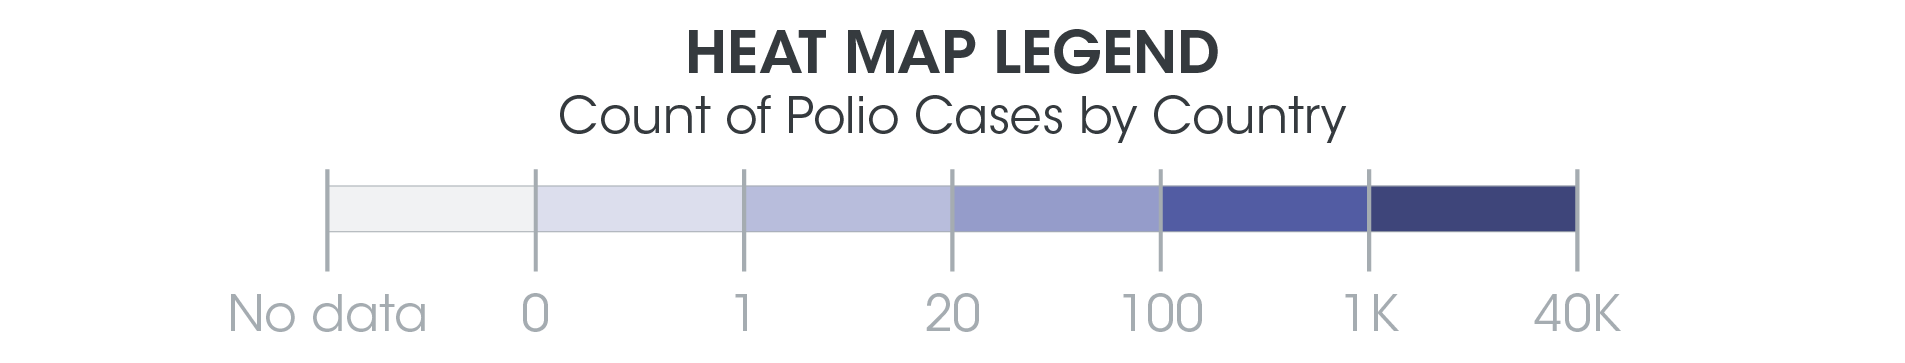 HEAT MAP LEGEND
Count of Polio Cases by Country
No data 0 1 20 100 1K 40K